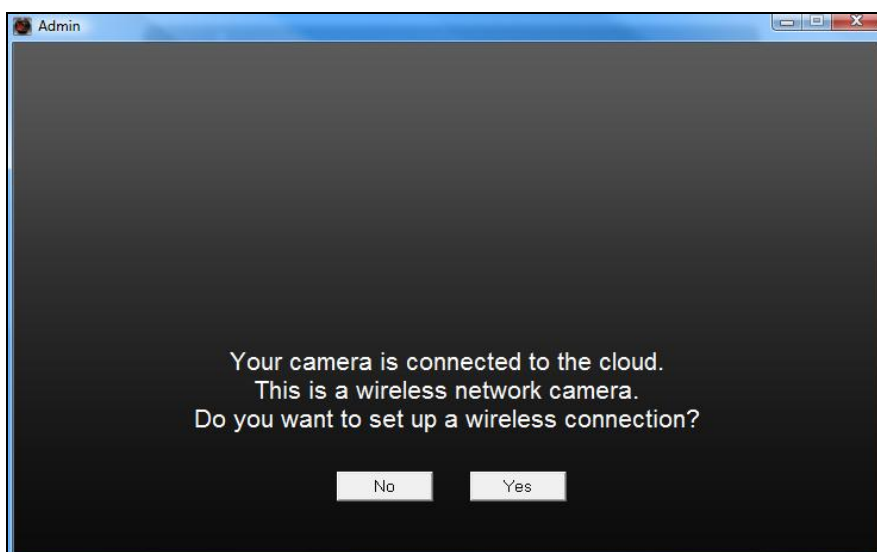 Admin
Your camera is connected to the cloud.
This is a wireless network camera.
Do you want to set up a wireless connection?
No Yes